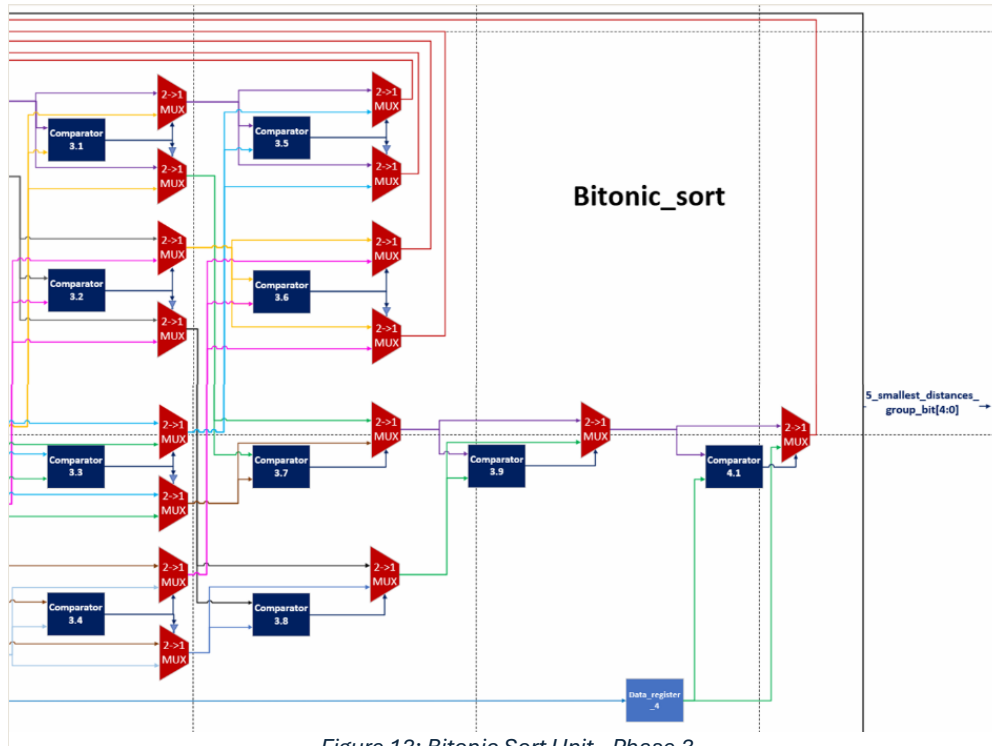 2->1
MUX
2->1
MUX
Comparator
3.1
Comparator
3.5
2->1
MUX
2->1
MUX
Bitonic_sort
2->1
MUX
2->1
MUX
Comparator
3.2
Comparator
3.6
2->1
MUX
2->1
MUX
5_smallest_distances_
group_bit[4:0]
2->1
MUX
2->1
MUX
2->1
MUX
2->1
MUX
Comparator
3.3
Comparator
3.7
Comparator
3.9
Comparator
4.1
2->1
MUX
2->1
MUX
2->1
MUX
Comparator
3.4
Comparator
3.8
2->1
MUX
Data_register
_4
Figure 12: Bitonic Sort Unit - Phase 2